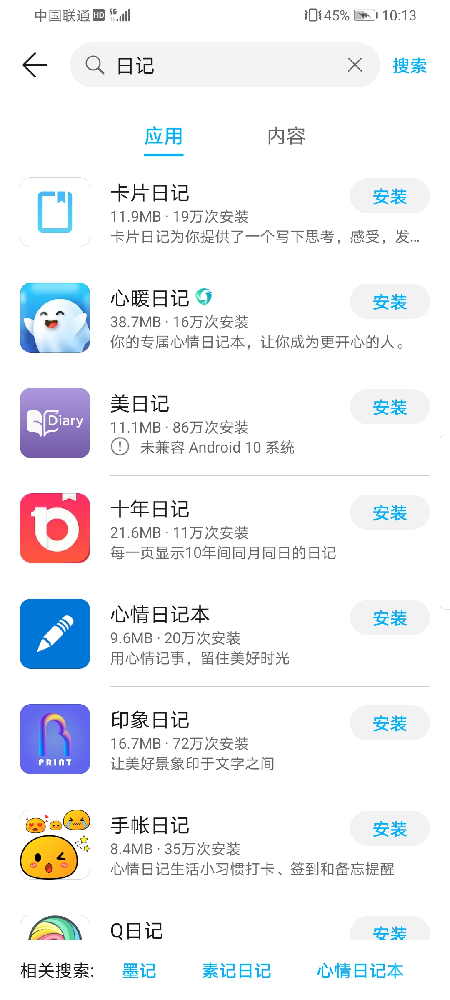 中国联通 HD 4G 45% 10:13
日记 搜索
应用 内容
卡片日记 安装
11.9MB · 19万次安装
卡片日记为你提供了一个写下思考，感受，发...
心暖日记 安装
38.7MB · 16万次安装
你的专属心情日记本，让你成为更开心的人。
Diary
美日记 安装
11.1MB · 86万次安装
未兼容 Android 10 系统
十年日记 安装
21.6MB · 11万次安装
每一页显示10年间同月同日的日记
心情日记本 安装
9.6MB · 20万次安装
用心情记事，留住美好时光
PRINT
印象日记 安装
16.7MB · 72万次安装
让美好景象印于文字之间
手帐日记 安装
8.4MB · 35万次安装
心情日记生活小习惯打卡、签到和备忘提醒
Q日记 安装
相关搜索: 墨记 素记日记 心情日记本